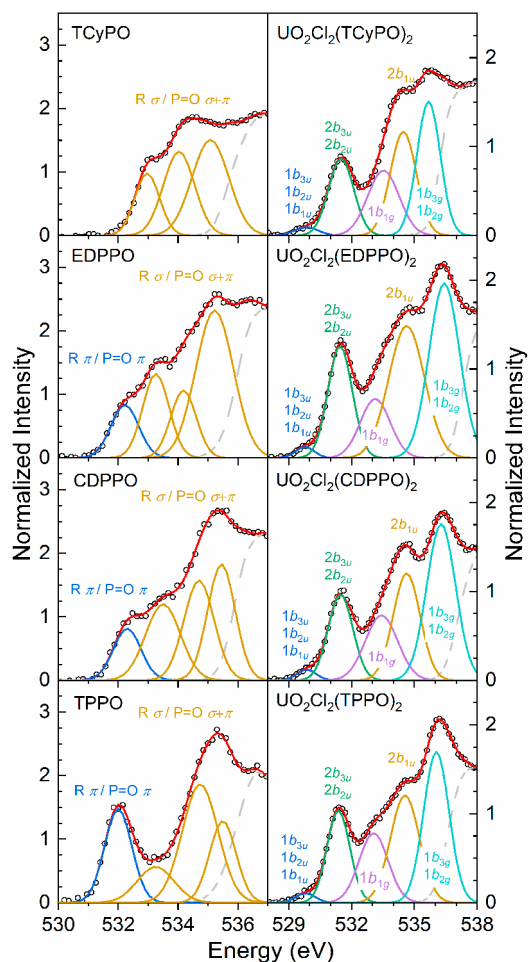 TCyPO
UO2Cl2(TCyPO)2
3
2
1
0
R σ / P=O σ+π
2b1u
2b3u
2b2u
1b3u
1b2u
1b1u
1b1g
1b3g
1b2g
3
2
1
0
EDPPO
UO2Cl2(EDPPO)2
3
2
1
0
R σ / P=O σ+π
R π / P=O π
2b3u
2b2u
2b1u
1b3u
1b2u
1b1u
1b1g
1b3g
1b2g
2
1
0
CDPPO
UO2Cl2(CDPPO)2
3
2
1
0
R σ / P=O σ+π
R π / P=O π
2b3u
2b2u
2b1u
1b3u
1b2u
1b1u
1b1g
1b3g
1b2g
2
1
0
TPPO
UO2Cl2(TPPO)2
3
2
1
0
R σ / P=O σ+π
R π / P=O π
2b3u
2b2u
2b1u
1b3u
1b2u
1b1u
1b1g
1b3g
1b2g
2
1
0
530 532 534 536
529 531 533 535 538
Energy (eV)
Normalized Intensity
Normalized Intensity
Normalized Intensity
Normalized Intensity